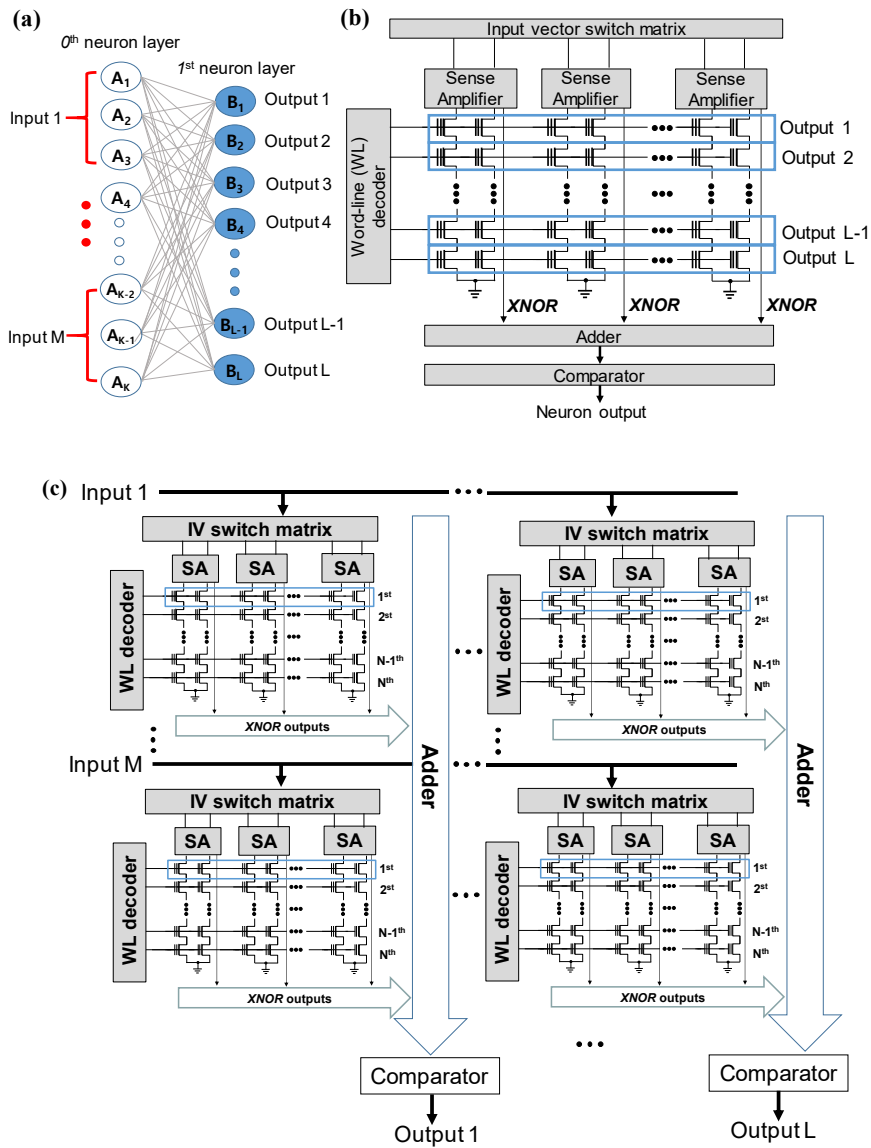 (a)
0th neuron layer
1st neuron layer
Input 1
Input M
A1
A2
A3
A4
AK-2
AK-1
AK
B1
B2
B3
B4
BL-1
BL
Output 1
Output 2
Output 3
Output 4
Output L-1
Output L
(b)
Input vector switch matrix
Sense
Amplifier
Sense
Amplifier
Sense
Amplifier
Word-line (WL)
decoder
Output 1
Output 2
Output L-1
Output L
XNOR
XNOR
XNOR
Adder
Comparator
Neuron output
(c)
Input 1
IV switch matrix
SA
SA
SA
WL decoder
1st
2st
N-1th
Nth
XNOR outputs
IV switch matrix
SA
SA
SA
WL decoder
1st
2st
N-1th
Nth
XNOR outputs
Input M
IV switch matrix
SA
SA
SA
WL decoder
1st
2st
N-1th
Nth
XNOR outputs
IV switch matrix
SA
SA
SA
WL decoder
1st
2st
N-1th
Nth
XNOR outputs
Adder
Adder
Comparator
Output 1
Comparator
Output L